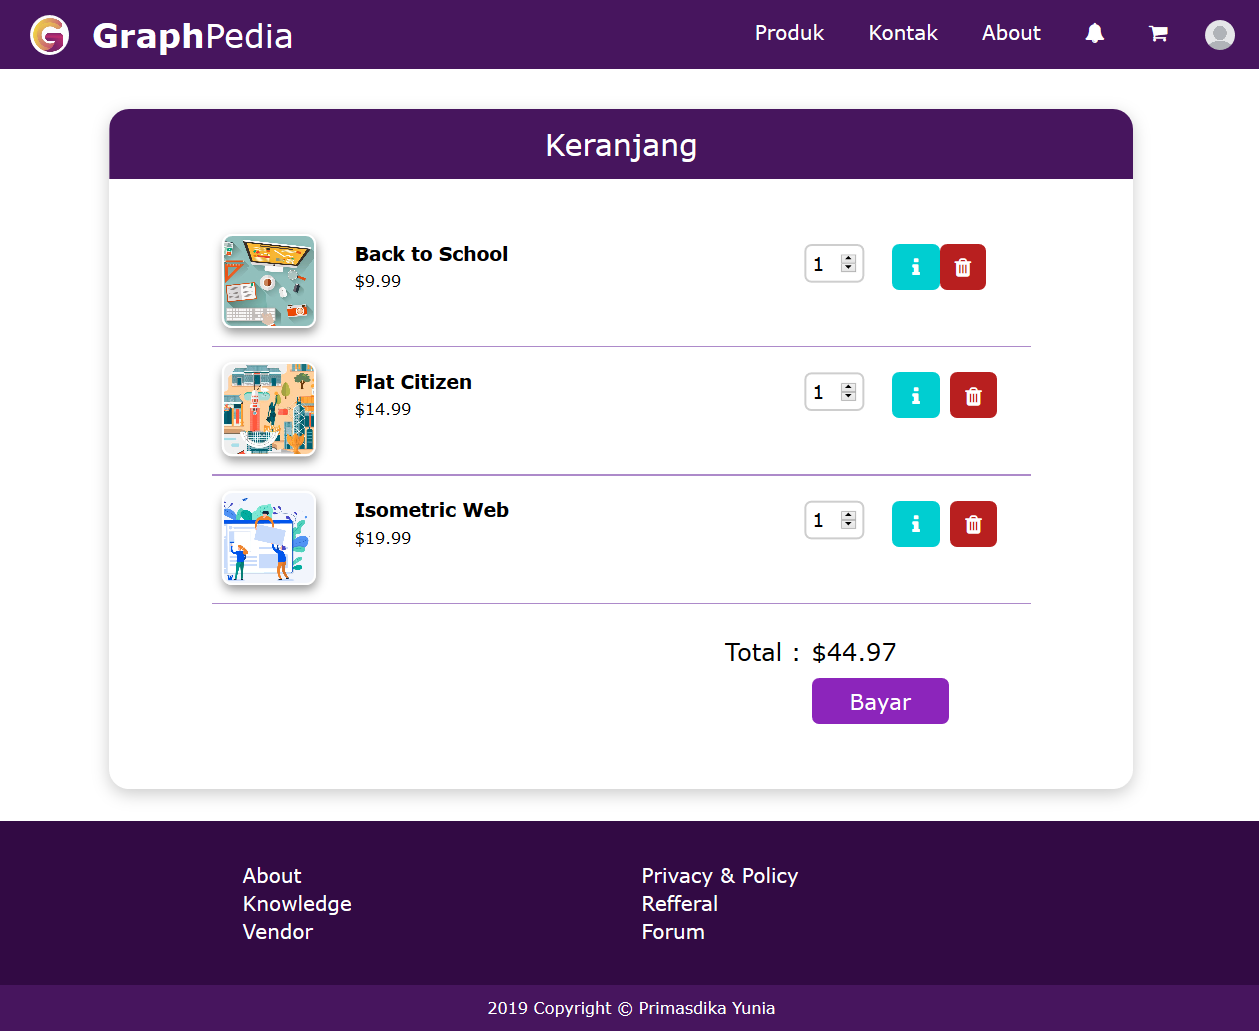 GraphPedia
Produk Kontak About
Keranjang
Back to School
$9.99
1
Flat Citizen
$14.99
1
Isometric Web
$19.99
1
Total : $44.97
Bayar
About
Knowledge
Vendor
Privacy & Policy
Refferal
Forum
2019 Copyright © Primasdika Yunia